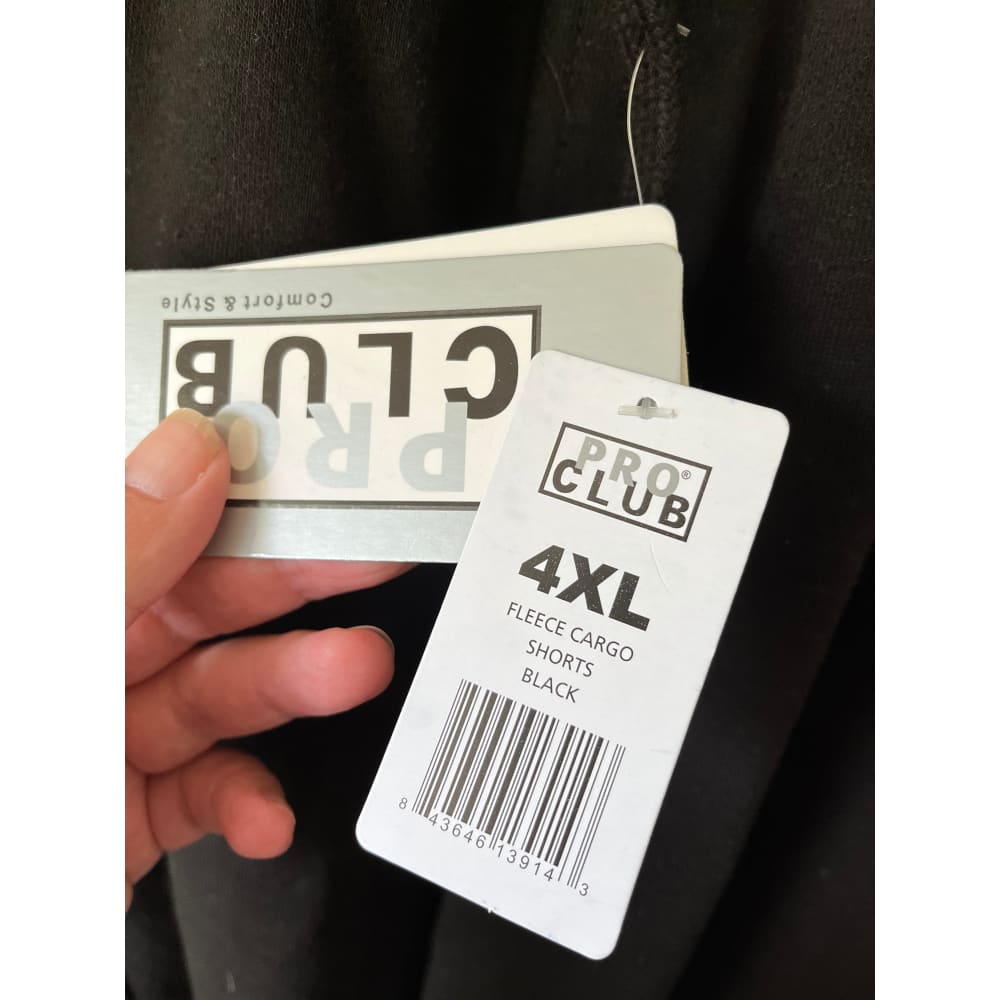 Comfort & Style
PRO
CLUB
PRO®
CLUB
4XL
FLEECE CARGO
SHORTS
BLACK
8 43646 13914 3